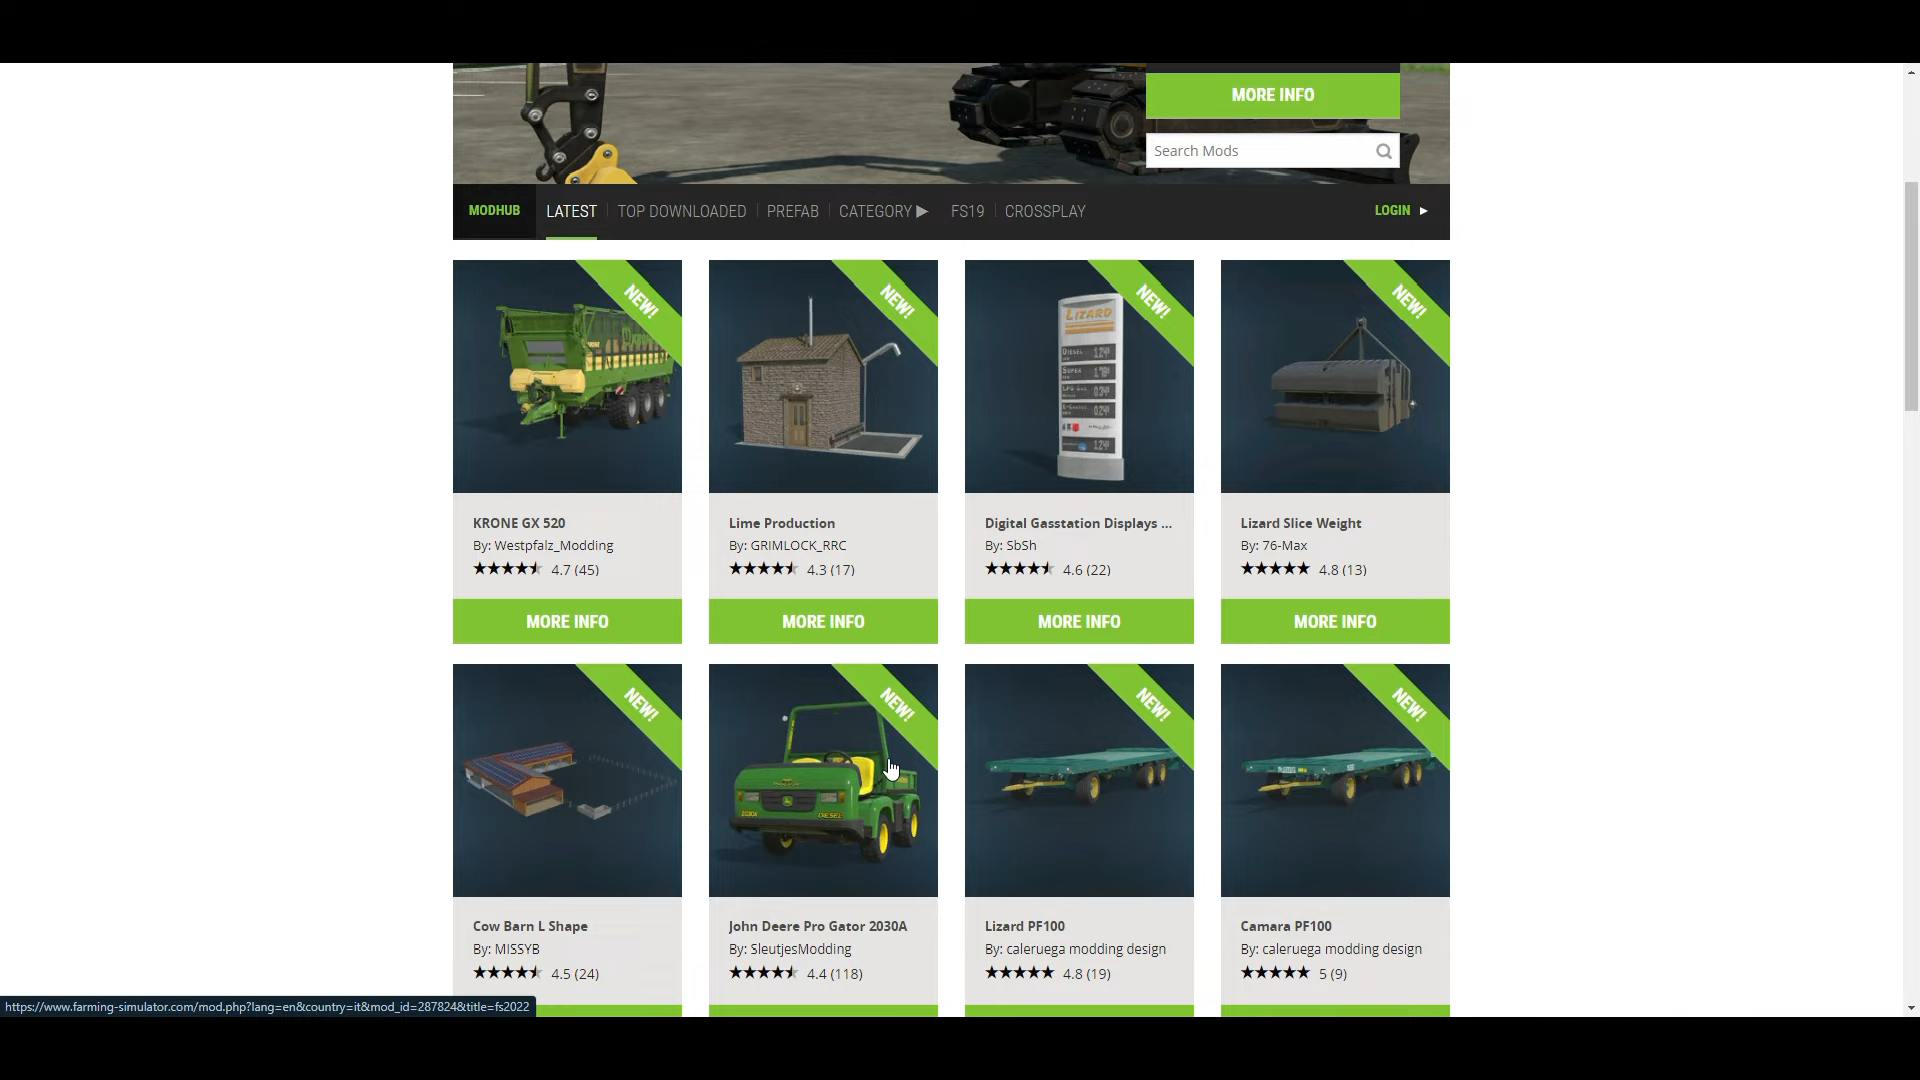 MORE INFO
Search Mods
MODHUB LATEST TOP DOWNLOADED PREFAB CATEGORY ▶ FS19 CROSSPLAY LOGIN ▶
NEW! NEW! NEW! NEW!
LIZARD
DIESEL
SUPER
KRONE GX 520
By: Westpfalz_Modding
★★★★★ 4.7 (45)
Lime Production
By: GRIMLOCK_RRC
★★★★★ 4.3 (17)
Digital Gasstation Displays ...
By: SbSh
★★★★★ 4.6 (22)
Lizard Slice Weight
By: 76-Max
★★★★★ 4.8 (13)
MORE INFO MORE INFO MORE INFO MORE INFO
NEW! NEW! NEW! NEW!
2030A DIESEL
Cow Barn L Shape
By: MISSYB
★★★★★ 4.5 (24)
John Deere Pro Gator 2030A
By: SleutjesModding
★★★★★ 4.4 (118)
Lizard PF100
By: caleruega modding design
★★★★★ 4.8 (19)
Camara PF100
By: caleruega modding design
★★★★★ 5 (9)
https://www.farming-simulator.com/mod.php?lang=en&country=it&mod_id=287824&title=fs2022